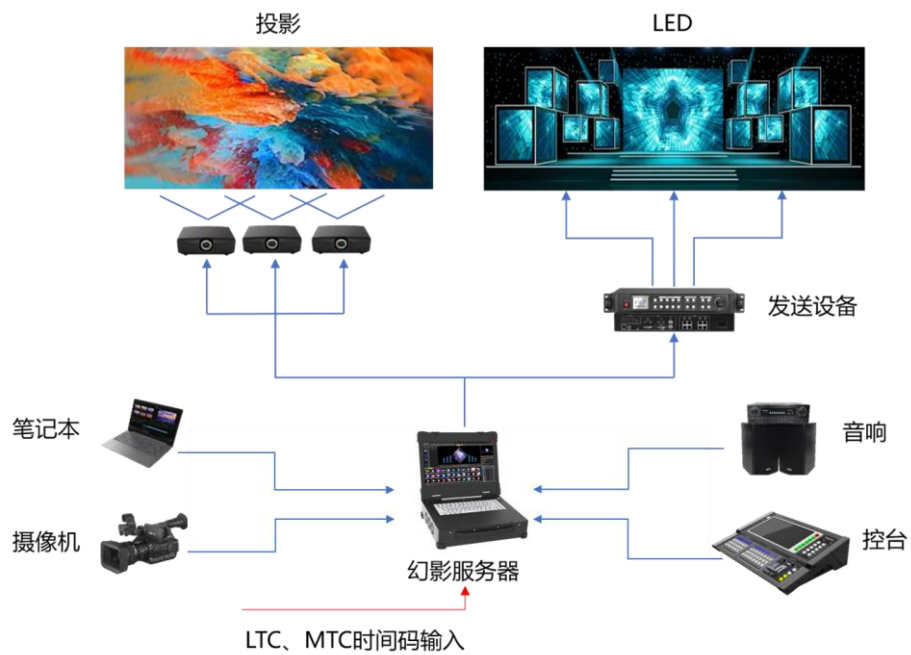 投影
LED
发送设备
笔记本
音响
摄像机
控台
幻影服务器
LTC、MTC时间码输入